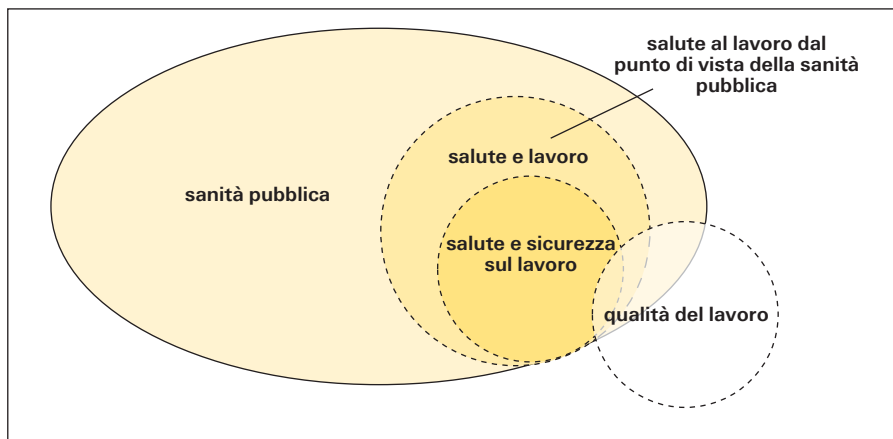 salute al lavoro dal
punto di vista della sanità
pubblica
salute e lavoro
sanità pubblica
salute e sicurezza
sul lavoro
qualità del lavoro